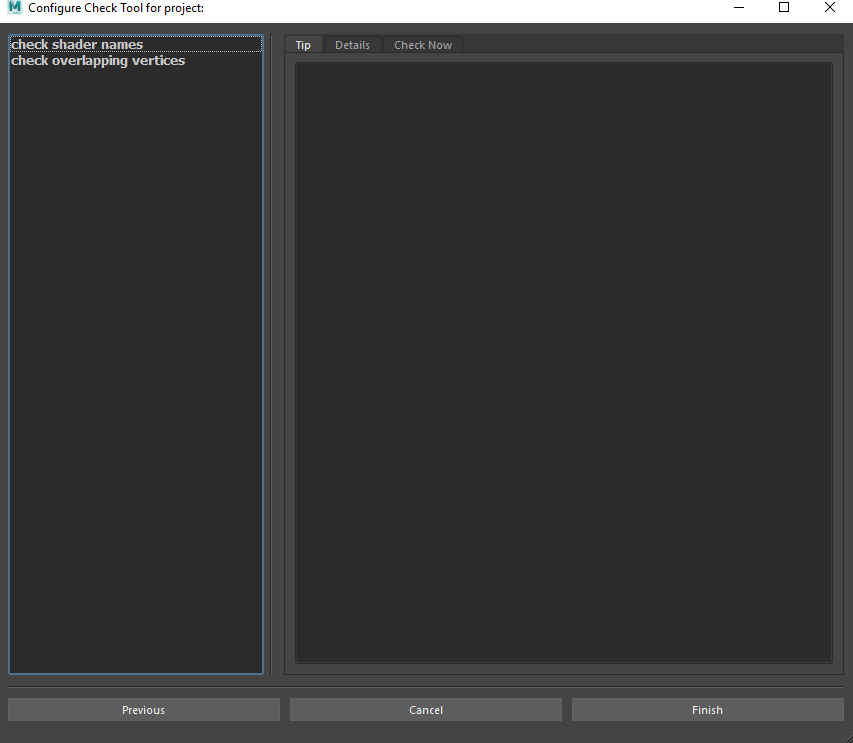 Configure Check Tool for project:
check shader names
check overlapping vertices
Tip Details Check Now
Previous Cancel Finish